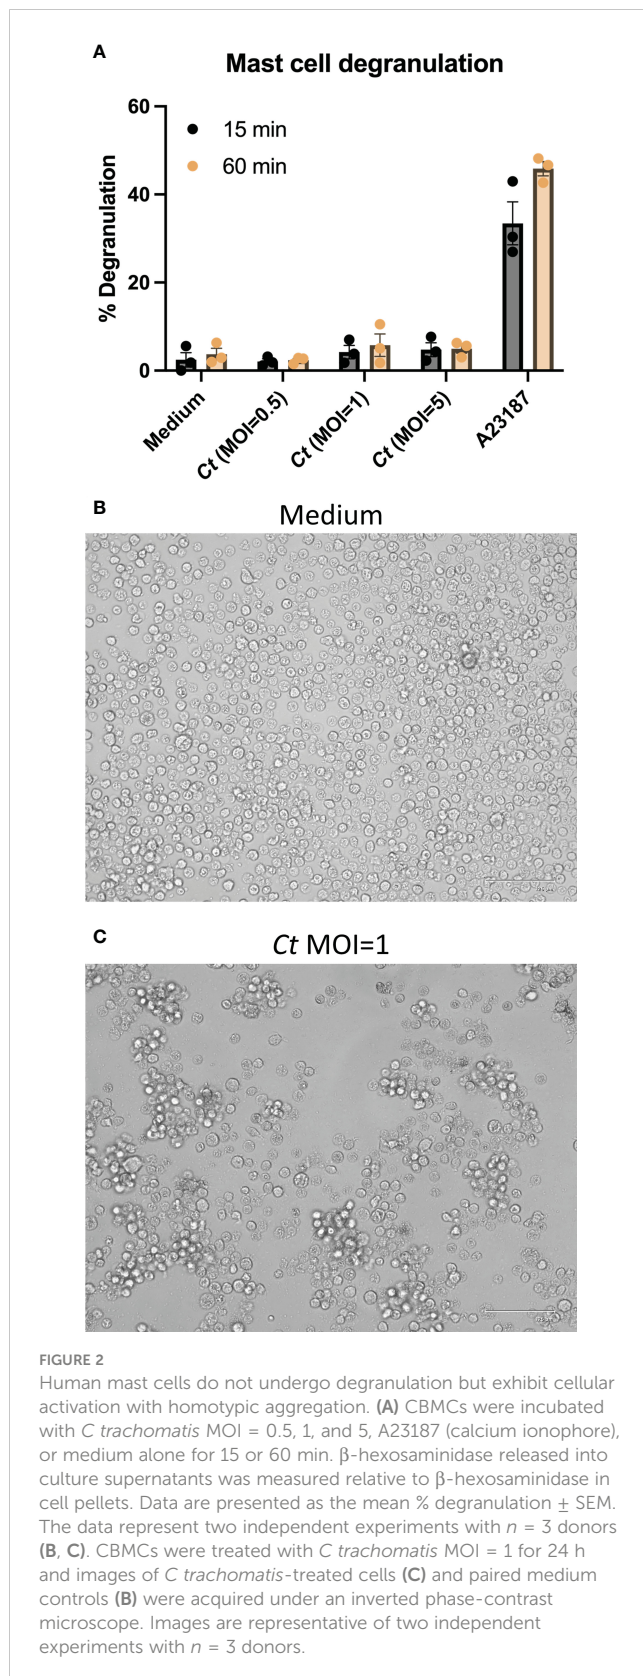 A
Mast cell degranulation
% Degranulation
60
40
20
0
15 min
60 min
Medium
Ct (MOI=0.5)
Ct (MOI=1)
Ct (MOI=5)
A23187
B
Medium
C
Ct MOI=1
FIGURE 2
Human mast cells do not undergo degranulation but exhibit cellular
activation with homotypic aggregation. (A) CBMCs were incubated
with C trachomatis MOI = 0.5, 1, and 5, A23187 (calcium ionophore),
or medium alone for 15 or 60 min. β-hexosaminidase released into
culture supernatants was measured relative to β-hexosaminidase in
cell pellets. Data are presented as the mean % degranulation ± SEM.
The data represent two independent experiments with n = 3 donors
(B, C). CBMCs were treated with C trachomatis MOI = 1 for 24 h
and images of C trachomatis-treated cells (C) and paired medium
controls (B) were acquired under an inverted phase-contrast
microscope. Images are representative of two independent
experiments with n = 3 donors.